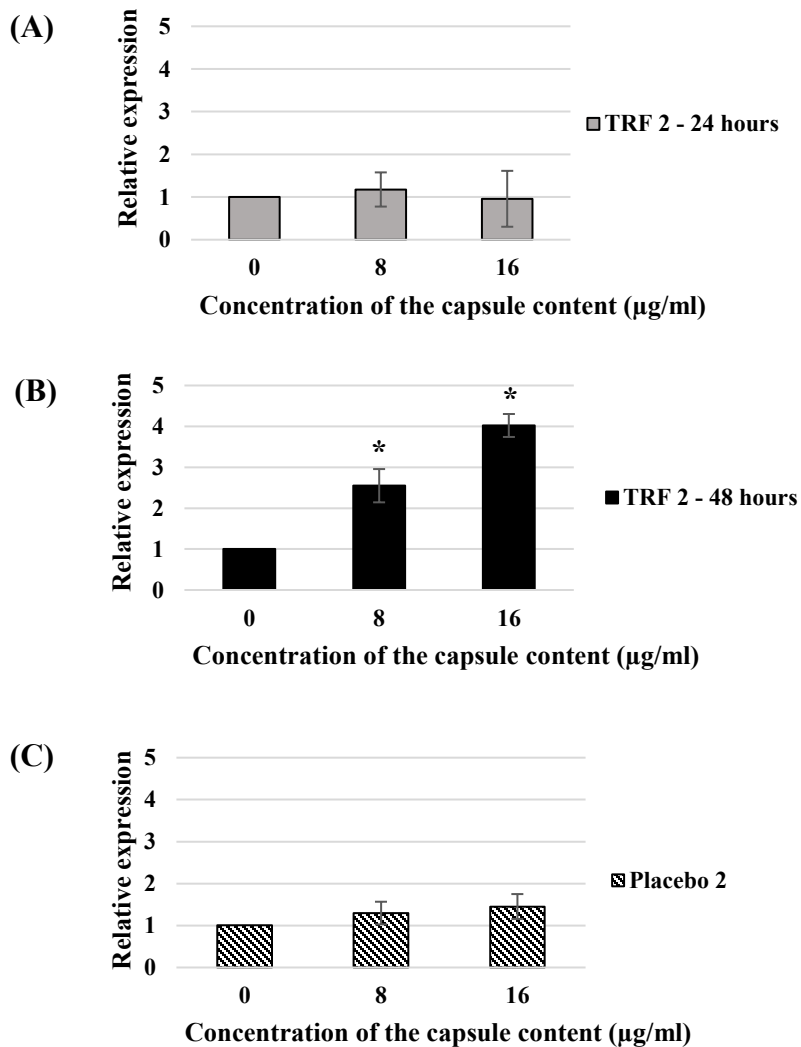 (A)
Relative expression
5
4
3
2
1
0
0 8 16
Concentration of the capsule content (µg/ml)
TRF 2 - 24 hours
(B)
Relative expression
5
4
3
2
1
0
* *
0 8 16
Concentration of the capsule content (µg/ml)
TRF 2 - 48 hours
(C)
Relative expression
5
4
3
2
1
0
0 8 16
Concentration of the capsule content (µg/ml)
Placebo 2